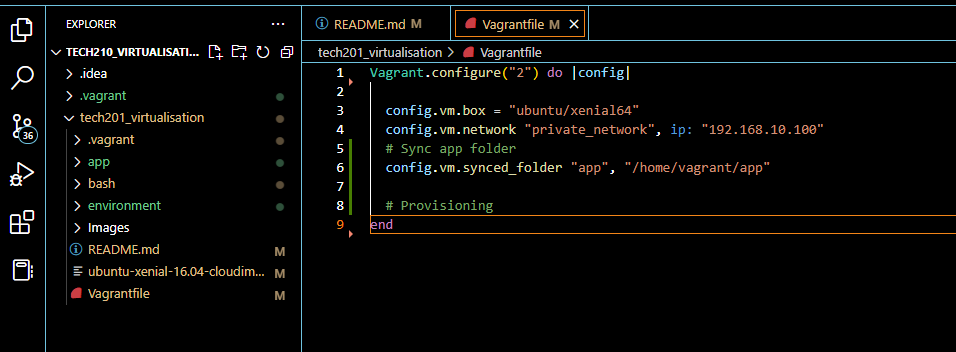 EXPLORER ...
TECH210_VIRTUALISATI...
.idea
.vagrant
tech201_virtualisation
.vagrant
app
bash
environment
Images
README.md M
ubuntu-xenial-16.04-cloudim... M
Vagrantfile M
36
README.md M
Vagrantfile M
tech201_virtualisation > Vagrantfile
1 Vagrant.configure("2") do |config|
2
3 config.vm.box = "ubuntu/xenial64"
4 config.vm.network "private_network", ip: "192.168.10.100"
5 # Sync app folder
6 config.vm.synced_folder "app", "/home/vagrant/app"
7
8 # Provisioning
9 end